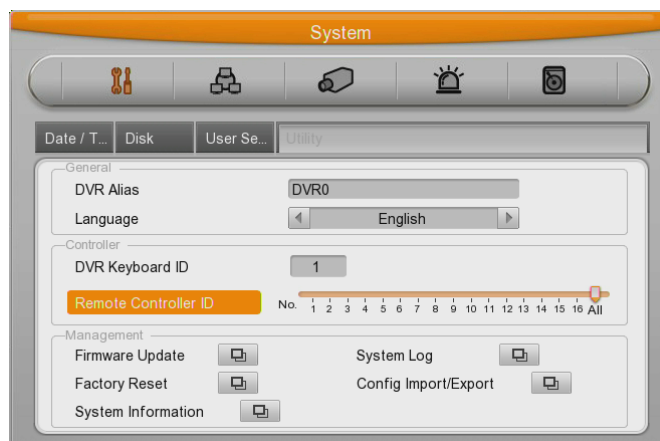 System
Date / T... Disk User Se... Utility
General
DVR Alias DVR0
Language English
Controller
DVR Keyboard ID 1
Remote Controller ID No. 1 2 3 4 5 6 7 8 9 10 11 12 13 14 15 16 All
Management
Firmware Update System Log
Factory Reset Config Import/Export
System Information